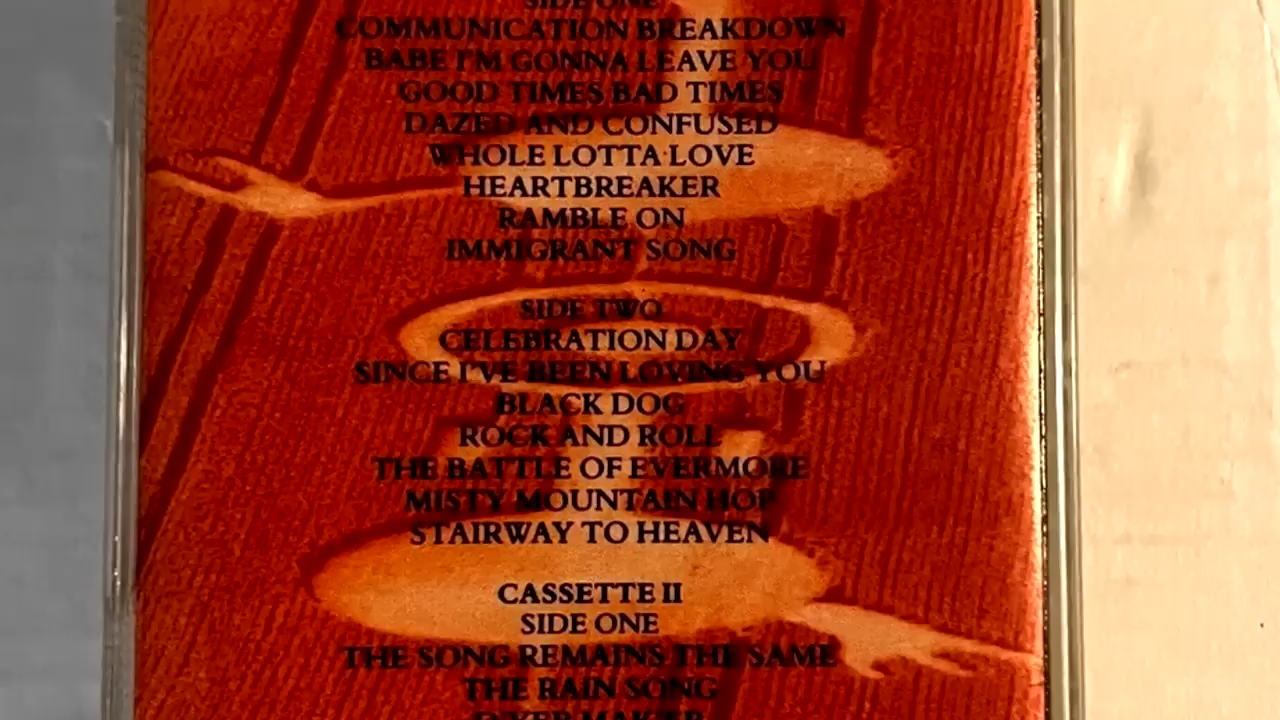 SIDE ONE
COMMUNICATION BREAKDOWN
BABE I'M GONNA LEAVE YOU
GOOD TIMES BAD TIMES
DAZED AND CONFUSED
WHOLE LOTTA LOVE
HEARTBREAKER
RAMBLE ON
IMMIGRANT SONG
SIDE TWO
CELEBRATION DAY
SINCE I'VE BEEN LOVING YOU
BLACK DOG
ROCK AND ROLL
THE BATTLE OF EVERMORE
MISTY MOUNTAIN HOP
STAIRWAY TO HEAVEN
CASSETTE II
SIDE ONE
THE SONG REMAINS THE SAME
THE RAIN SONG